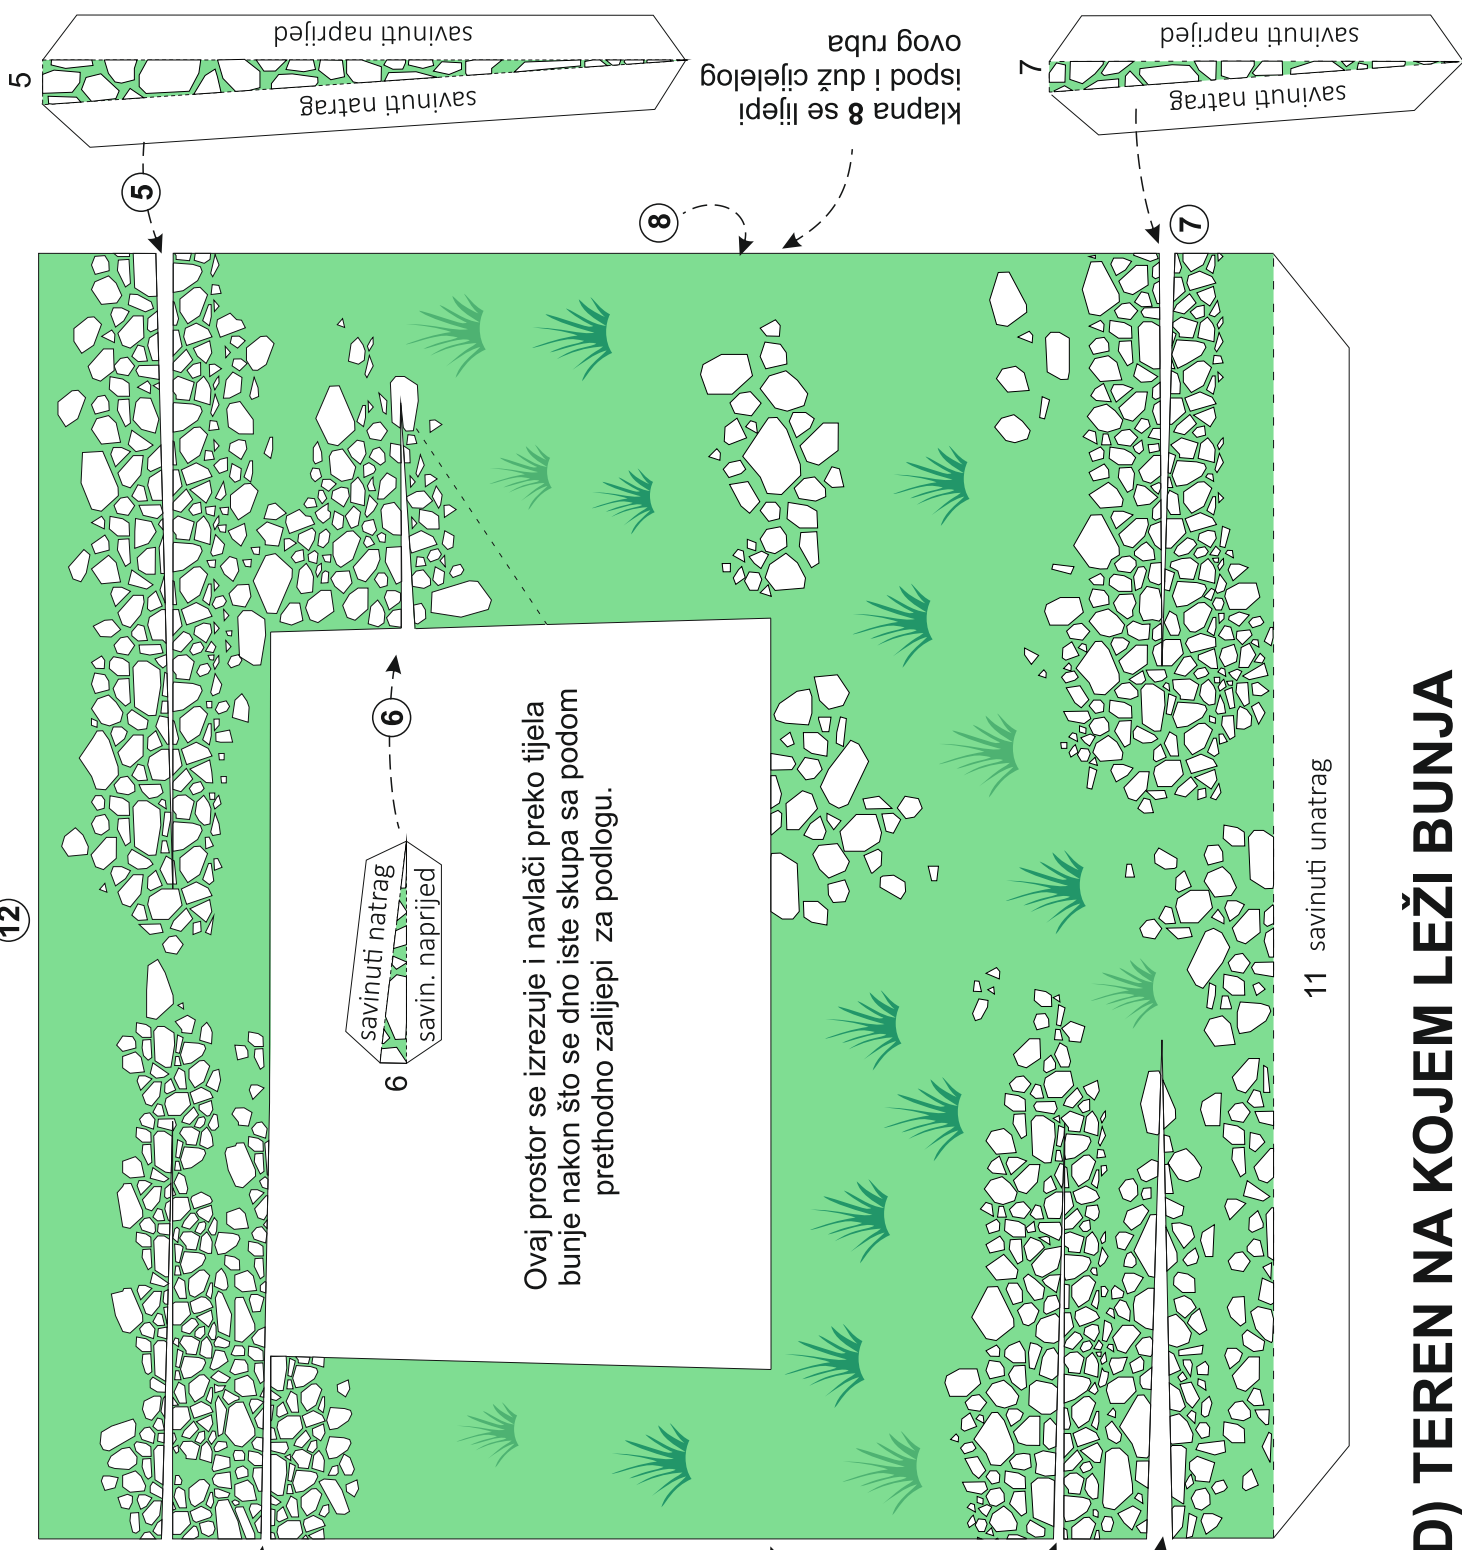 5
savinuti naprijed
savinuti natrag
5
klapna 8 se lijepi
ispod i duž cijelelog
ovog ruba
8
7
savinuti naprijed
savinuti natrag
7
12
6
savinuti natrag
savin. naprijed
6
Ovaj prostor se izrezuje i navlači preko tijela
bunje nakon što se dno iste skupa sa podom
prethodno zalijepi za podlogu.
11 savinuti unatrag
D) TEREN NA KOJEM LEŽI BUNJA